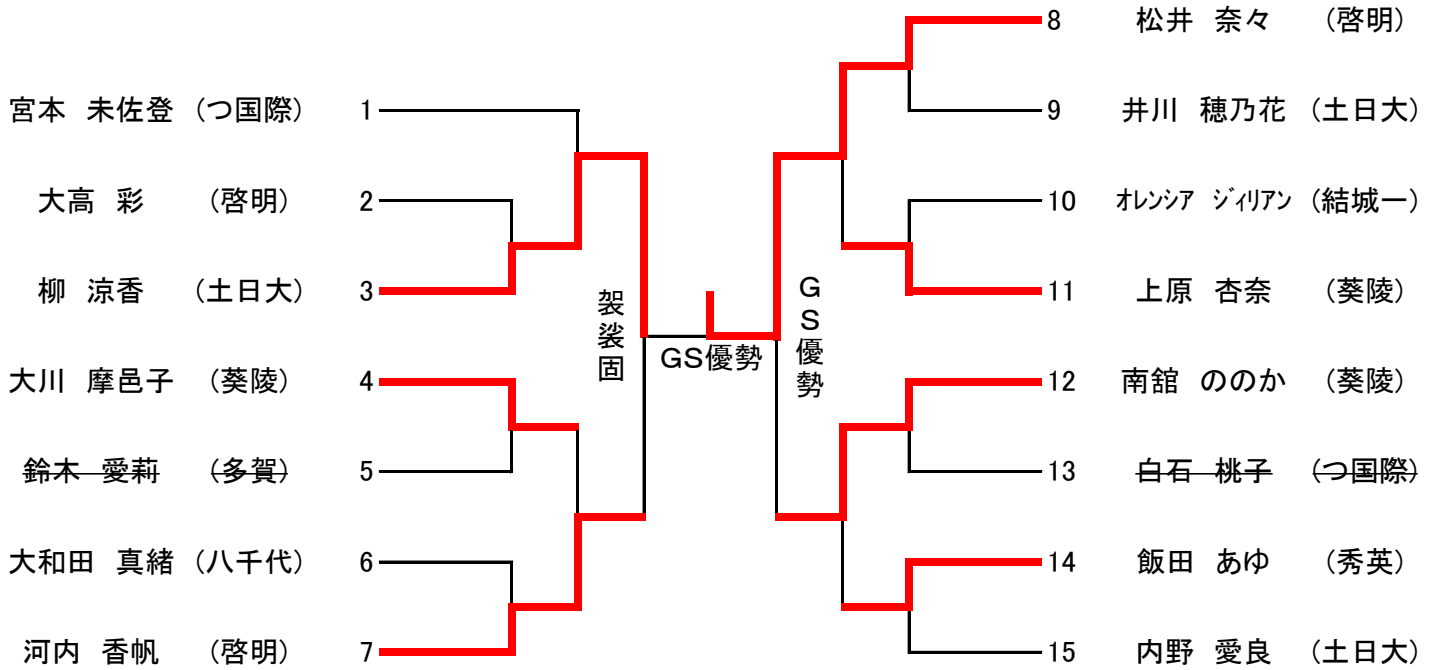 宮本 未佐登 (つ国際) 1
大高 彩 (啓明) 2
柳 涼香 (土日大) 3
大川 摩邑子 (葵陵) 4
鈴木 愛莉 (多賀) 5
大和田 真緒 (八千代) 6
河内 香帆 (啓明) 7
袈裟固
GS優勢
GS優勢
8 松井 奈々 (啓明)
9 井川 穂乃花 (土日大)
10 オレンシア ジィリアン (結城一)
11 上原 杏奈 (葵陵)
12 南舘 ののか (葵陵)
13 白石 桃子 (つ国際)
14 飯田 あゆ (秀英)
15 内野 愛良 (土日大)